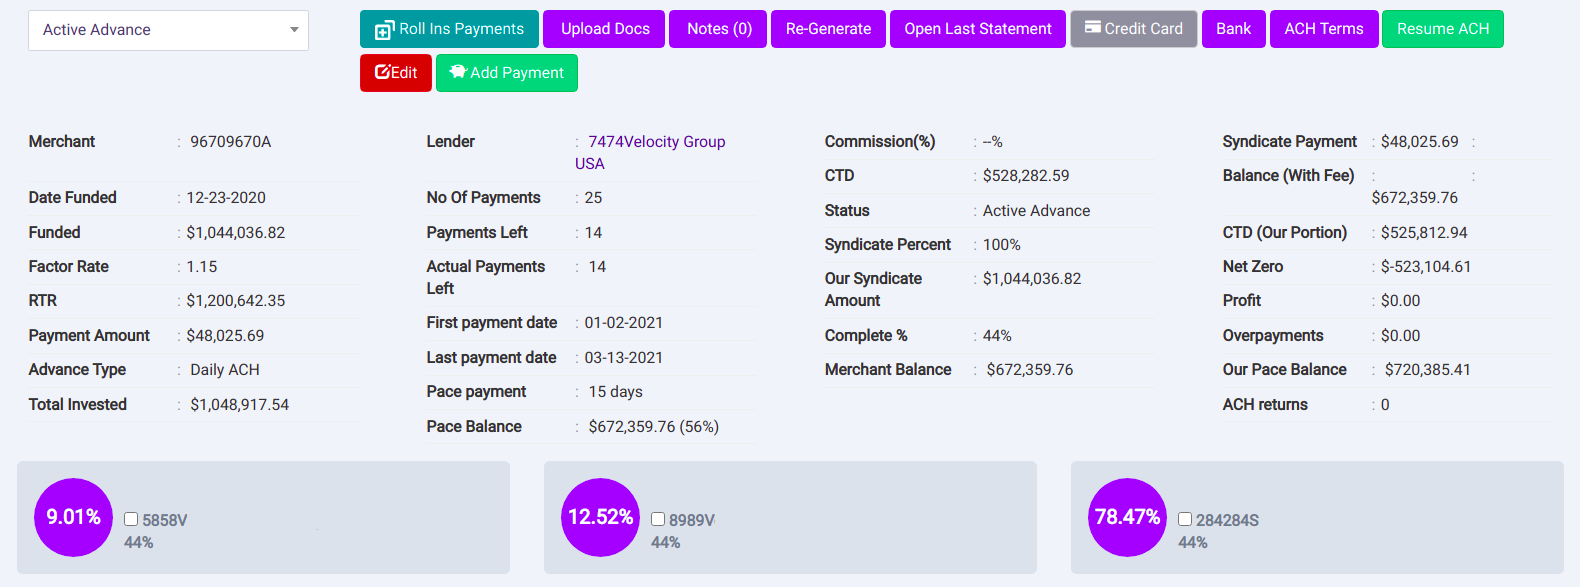 Active Advance
Roll Ins Payments Upload Docs Notes (0) Re-Generate Open Last Statement Credit Card Bank ACH Terms Resume ACH
Edit Add Payment
Merchant : 96709670A
Date Funded : 12-23-2020
Funded : $1,044,036.82
Factor Rate : 1.15
RTR : $1,200,642.35
Payment Amount : $48,025.69
Advance Type : Daily ACH
Total Invested : $1,048,917.54
Lender : 7474Velocity Group
USA
No Of Payments : 25
Payments Left : 14
Actual Payments : 14
Left
First payment date : 01-02-2021
Last payment date : 03-13-2021
Pace payment : 15 days
Pace Balance : $672,359.76 (56%)
Commission(%) : --%
CTD : $528,282.59
Status : Active Advance
Syndicate Percent : 100%
Our Syndicate : $1,044,036.82
Amount
Complete % : 44%
Merchant Balance : $672,359.76
Syndicate Payment : $48,025.69 :
Balance (With Fee) : :
$672,359.76
CTD (Our Portion) : $525,812.94
Net Zero : $-523,104.61
Profit : $0.00
Overpayments : $0.00
Our Pace Balance : $720,385.41
ACH returns : 0
9.01% 5858V
44%
12.52% 8989V
44%
78.47% 284284S
44%